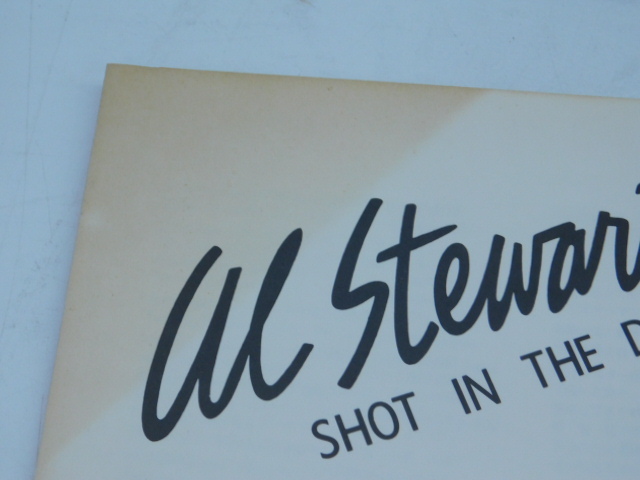 Al Stewar
SHOT IN THE D